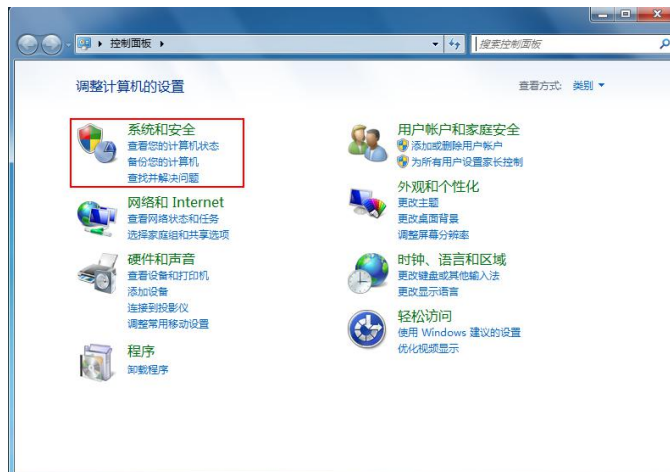 控制面板
搜索控制面板
调整计算机的设置
查看方式: 类别
系统和安全
查看您的计算机状态
备份您的计算机
查找并解决问题
网络和 Internet
查看网络状态和任务
选择家庭组和共享选项
硬件和声音
查看设备和打印机
添加设备
连接到投影仪
调整常用移动设置
程序
卸载程序
用户帐户和家庭安全
添加或删除用户帐户
为所有用户设置家长控制
外观和个性化
更改主题
更改桌面背景
调整屏幕分辨率
时钟、语言和区域
更改键盘或其他输入法
更改显示语言
轻松访问
使用 Windows 建议的设置
优化视频显示